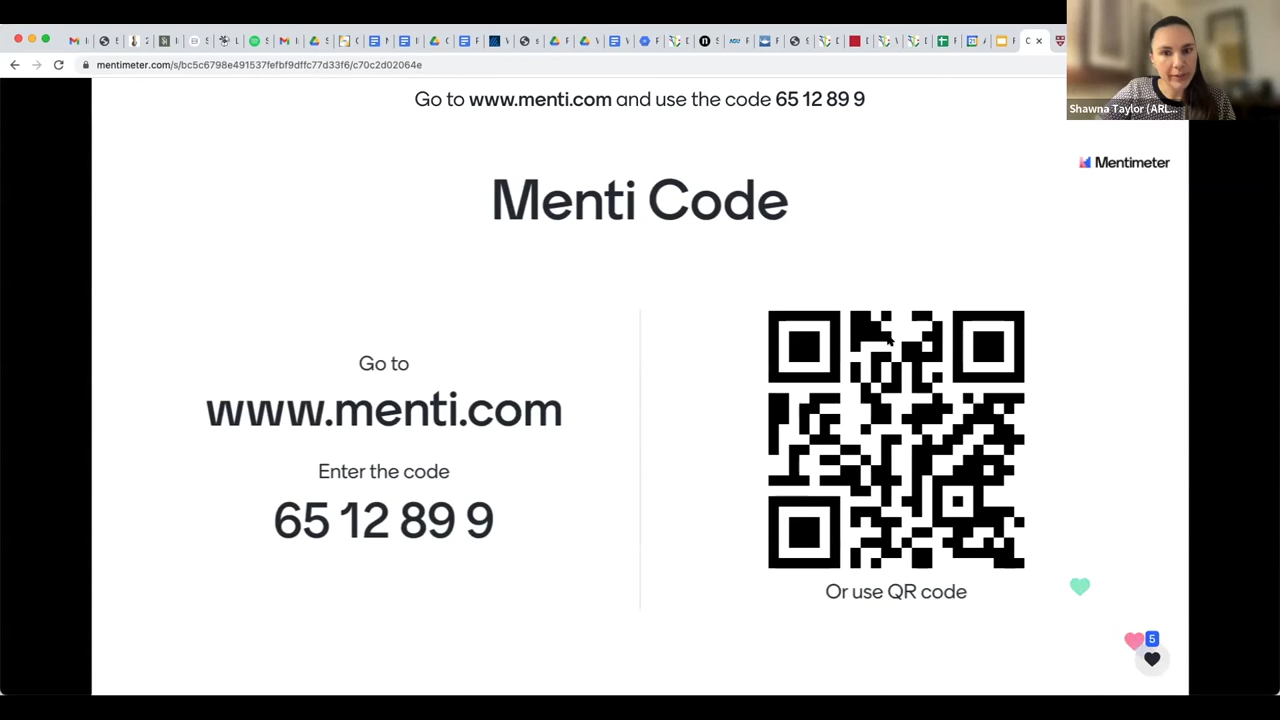 mentimeter.com/s/bc5c6798e491537fefbf9dffc77d33f6/c70c2d02064e
Shawna Taylor (ARL...
Go to www.menti.com and use the code 65 12 89 9
Mentimeter
Menti Code
Go to
www.menti.com
Enter the code
65 12 89 9
Or use QR code
5